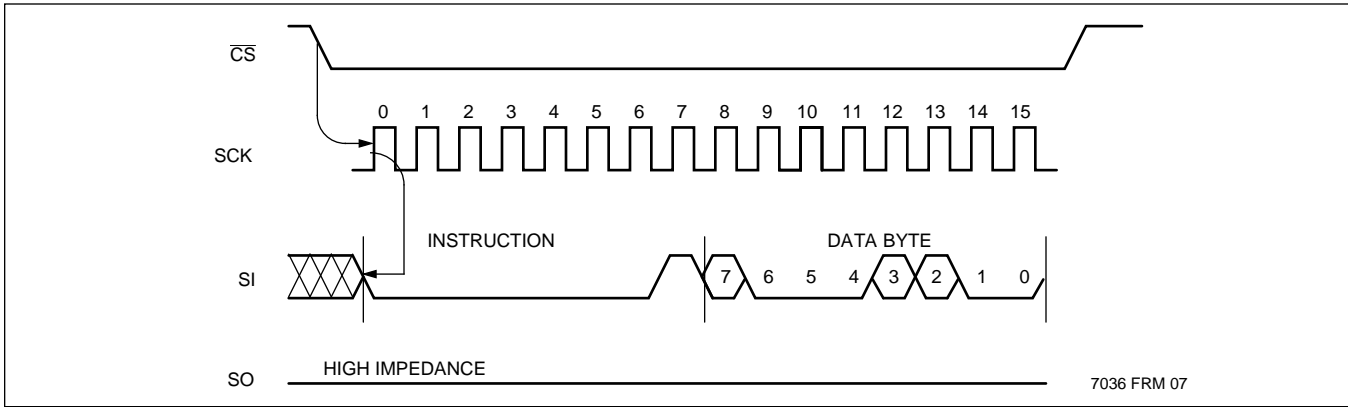 CS
0 1 2 3 4 5 6 7 8 9 10 11 12 13 14 15
SCK
INSTRUCTION DATA BYTE
SI 7 6 5 4 3 2 1 0
HIGH IMPEDANCE
SO
7036 FRM 07